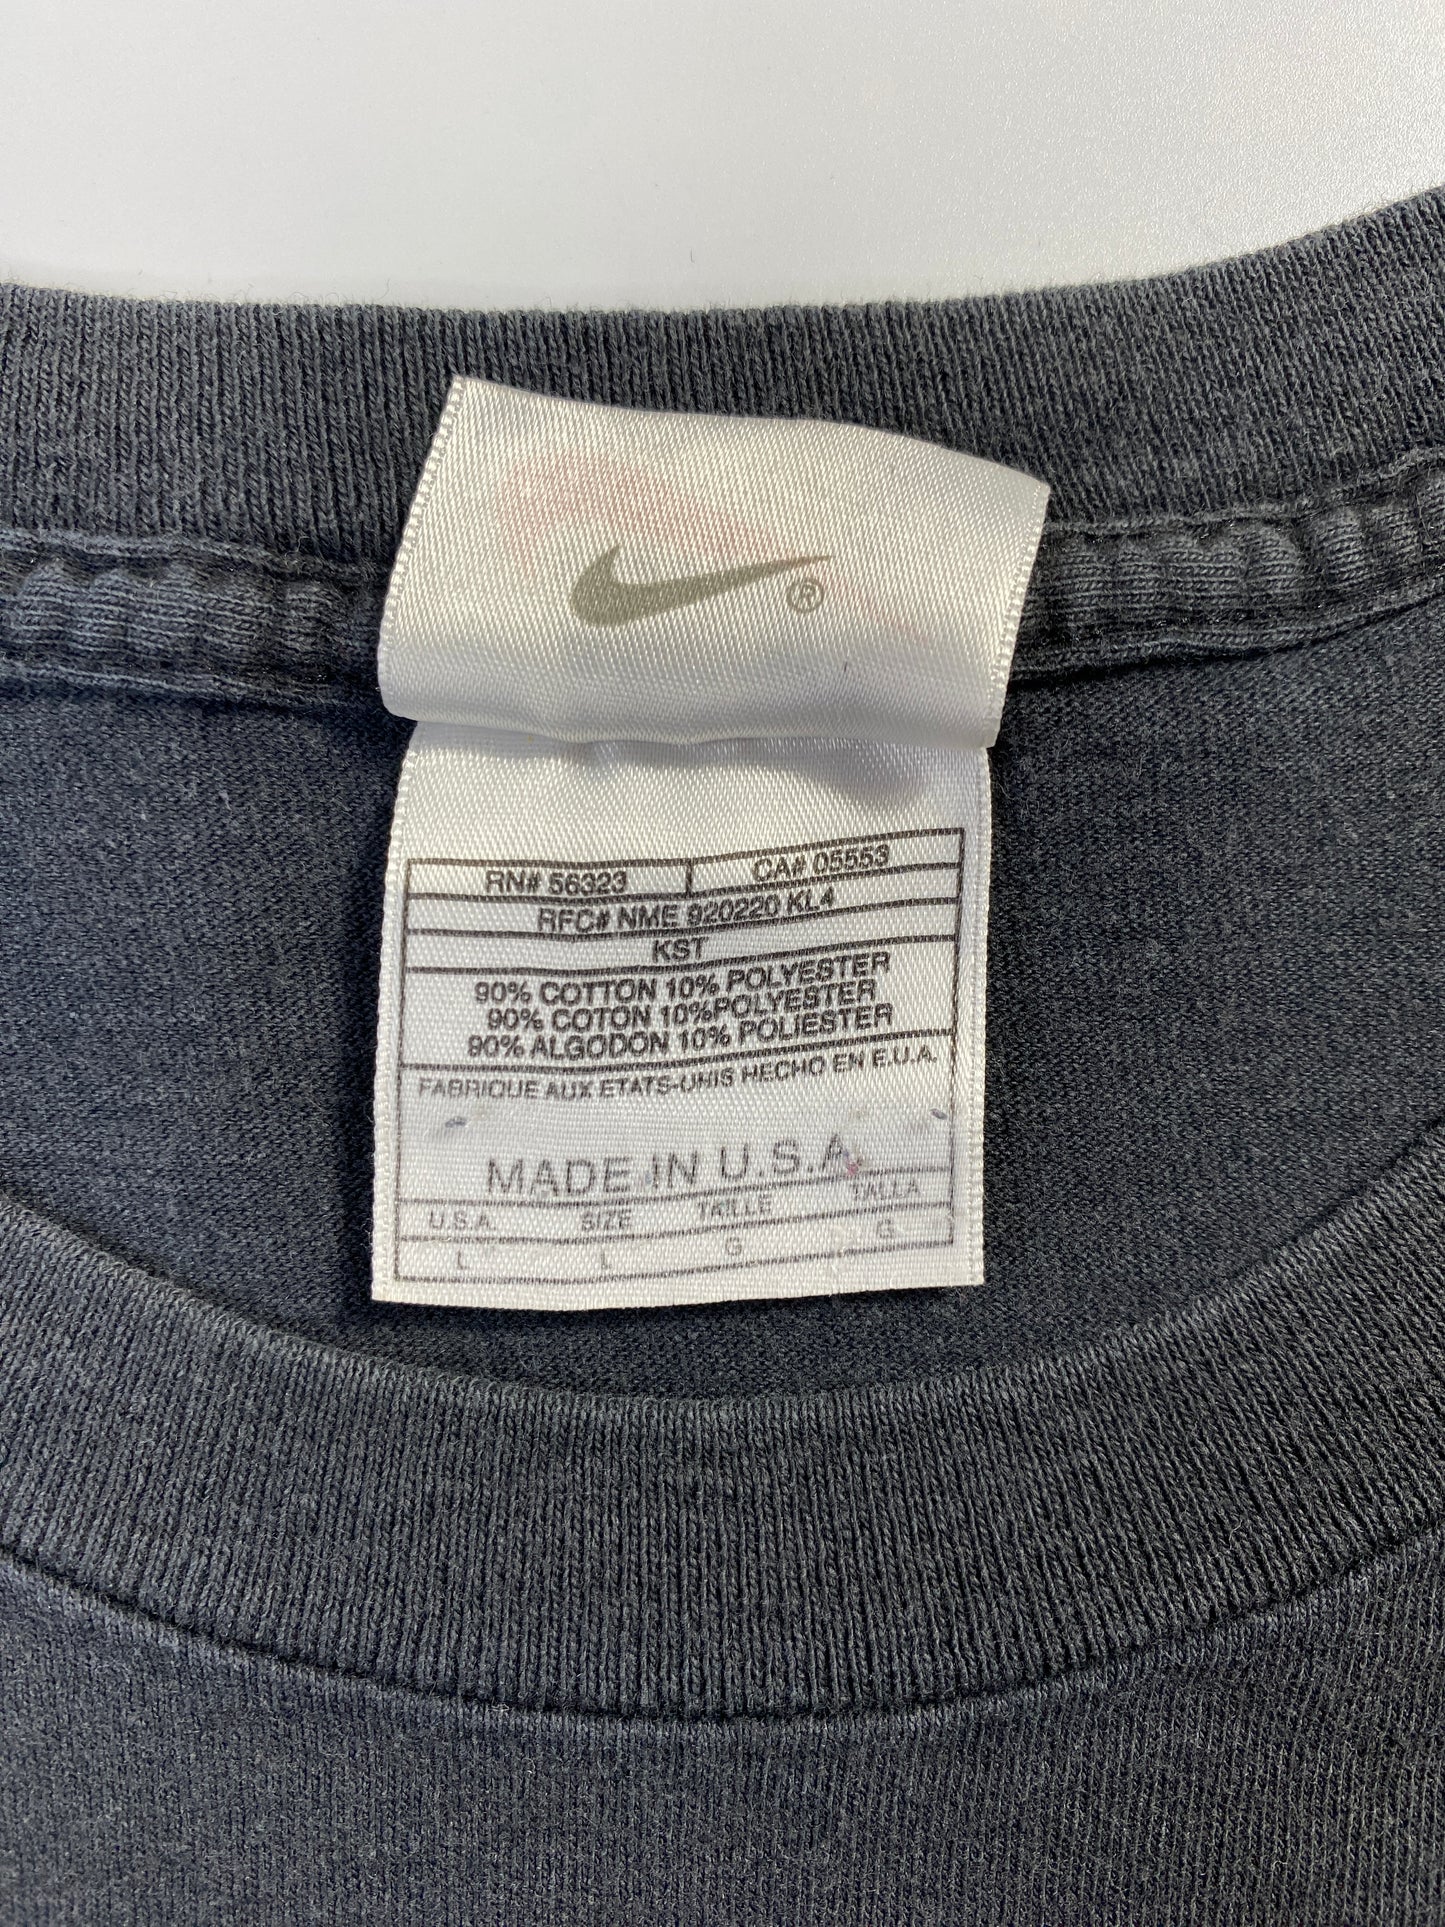 ®
RN# 56323 CA# 05553
RFC# NME 920220 KL4
KST
90% COTTON 10% POLYESTER
90% COTON 10%POLYESTER
90% ALGODON 10% POLIESTER
FABRIQUE AUX ETATS-UNIS HECHO EN E.U.A.
MADE IN U.S.A.
U.S.A. SIZE TAILLE TALLA
L L G G